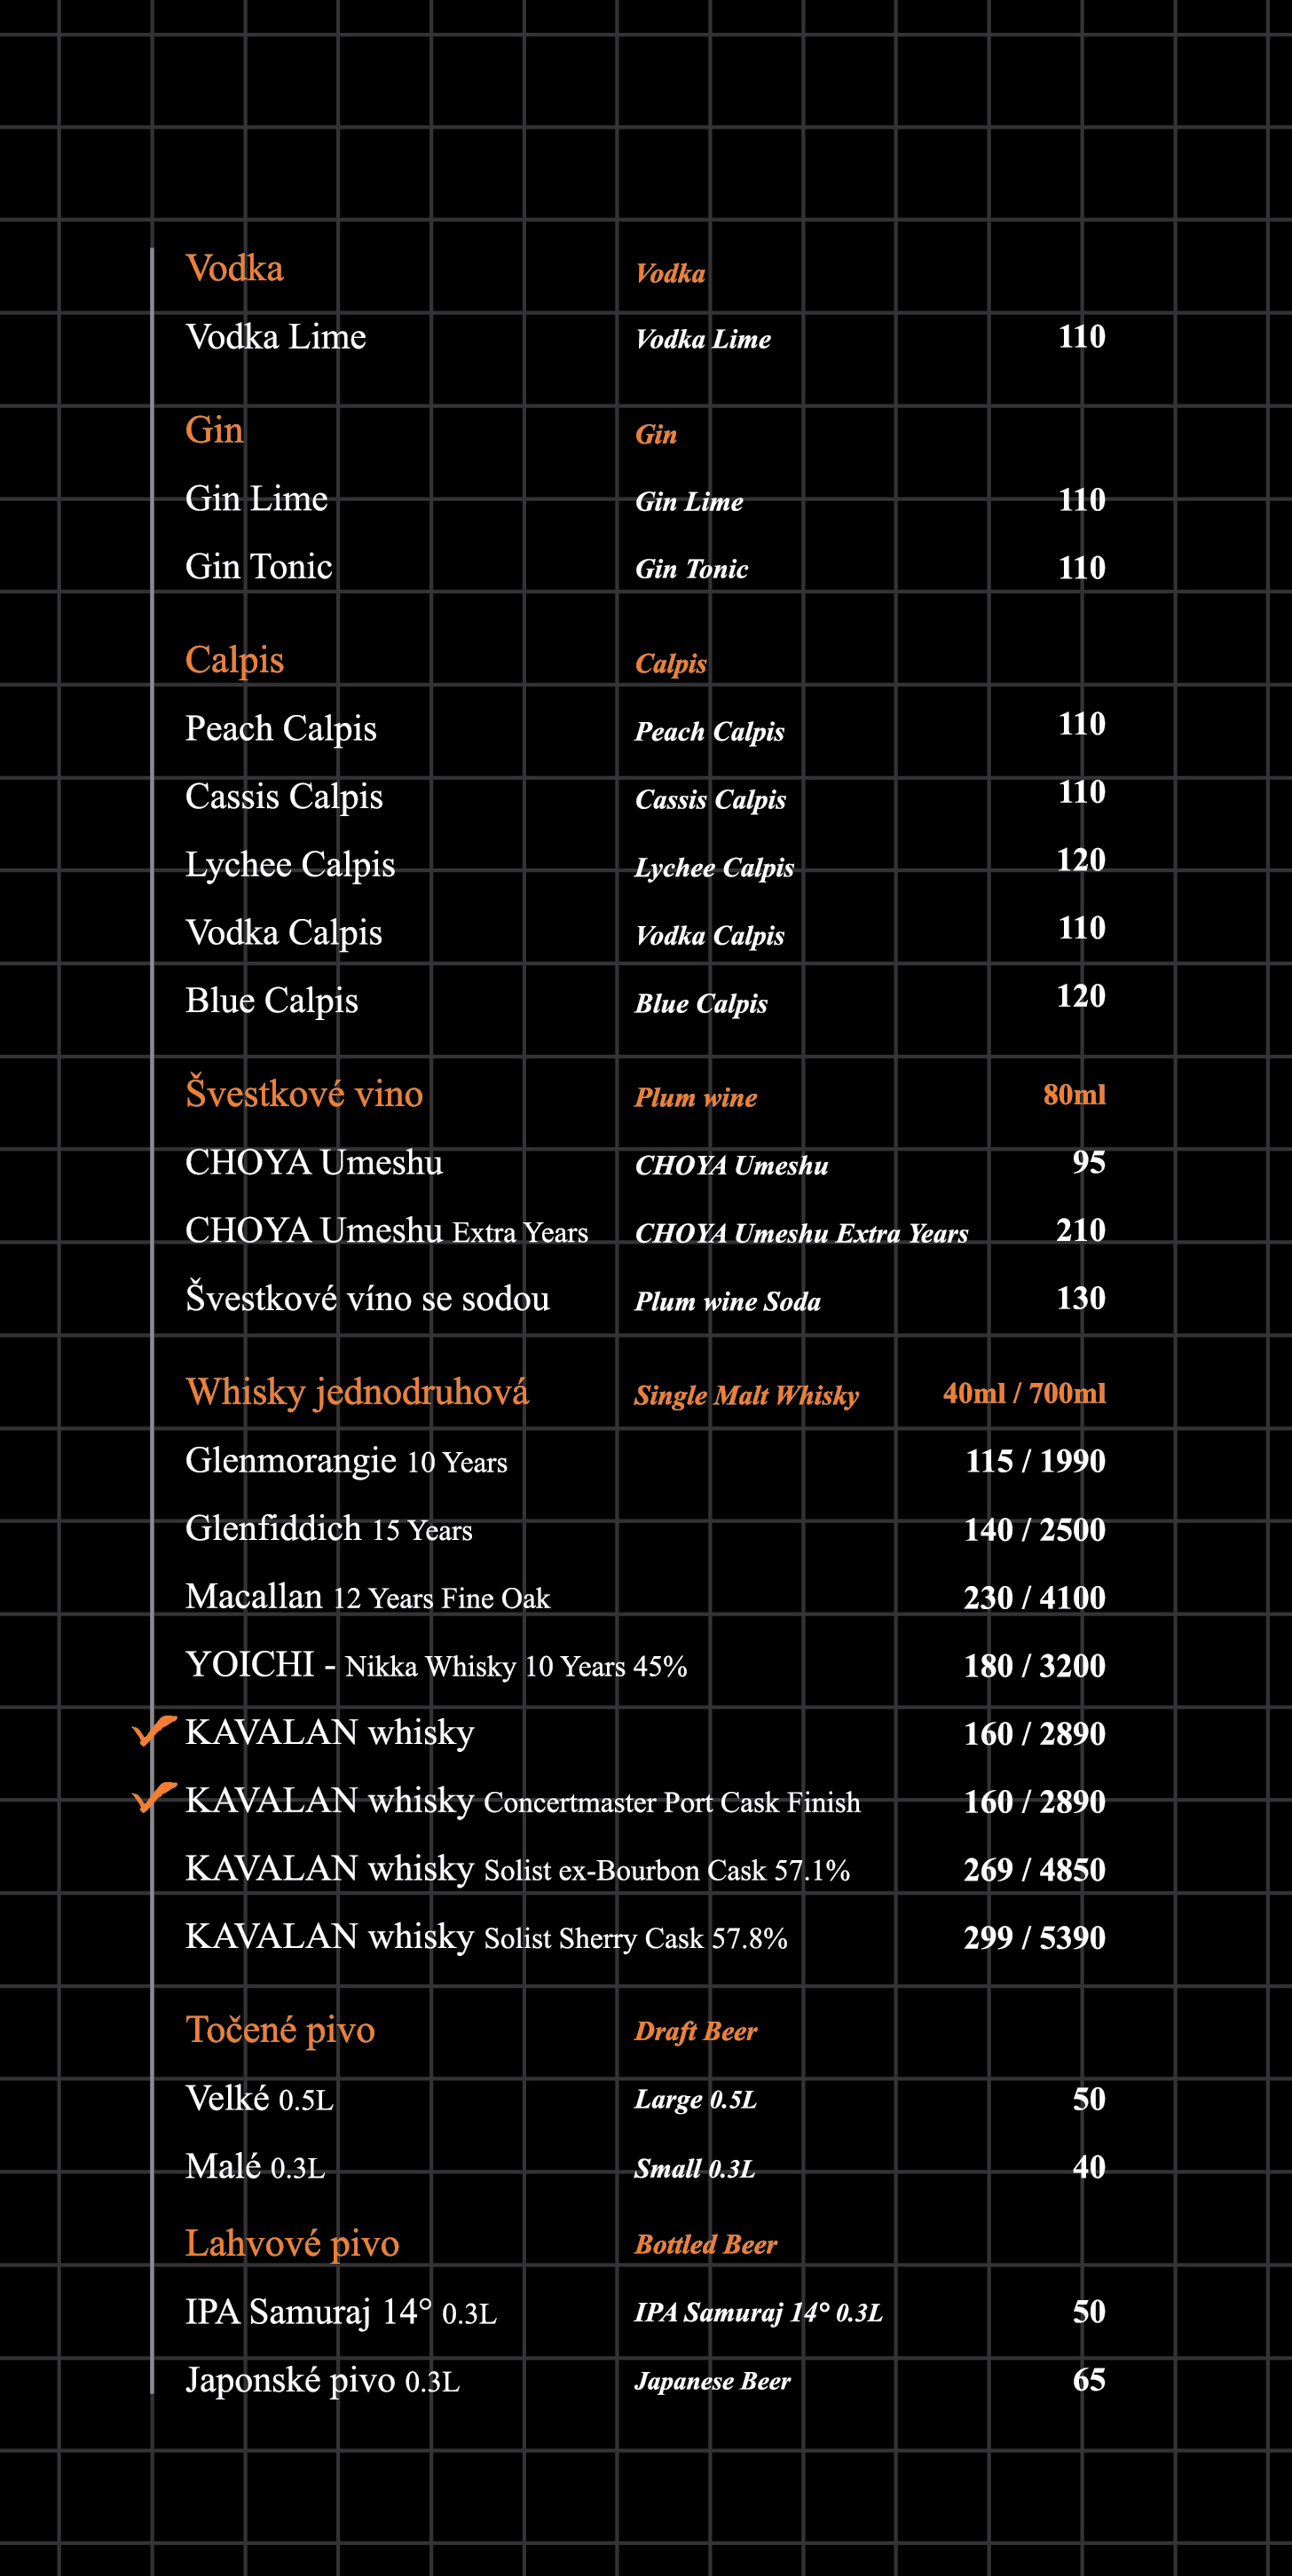 Vodka Vodka
Vodka Lime Vodka Lime 110
Gin Gin
Gin Lime Gin Lime 110
Gin Tonic Gin Tonic 110
Calpis Calpis
Peach Calpis Peach Calpis 110
Cassis Calpis Cassis Calpis 110
Lychee Calpis Lychee Calpis 120
Vodka Calpis Vodka Calpis 110
Blue Calpis Blue Calpis 120
Švestkové vino Plum wine 80ml
CHOYA Umeshu CHOYA Umeshu 95
CHOYA Umeshu Extra Years CHOYA Umeshu Extra Years 210
Švestkové víno se sodou Plum wine Soda 130
Whisky jednodruhová Single Malt Whisky 40ml / 700ml
Glenmorangie 10 Years 115 / 1990
Glenfiddich 15 Years 140 / 2500
Macallan 12 Years Fine Oak 230 / 4100
YOICHI - Nikka Whisky 10 Years 45% 180 / 3200
KAVALAN whisky 160 / 2890
KAVALAN whisky Concertmaster Port Cask Finish 160 / 2890
KAVALAN whisky Solist ex-Bourbon Cask 57.1% 269 / 4850
KAVALAN whisky Solist Sherry Cask 57.8% 299 / 5390
Točené pivo Draft Beer
Velké 0.5L Large 0.5L 50
Malé 0.3L Small 0.3L 40
Lahvové pivo Bottled Beer
IPA Samuraj 14° 0.3L IPA Samuraj 14° 0.3L 50
Japonské pivo 0.3L Japanese Beer 65